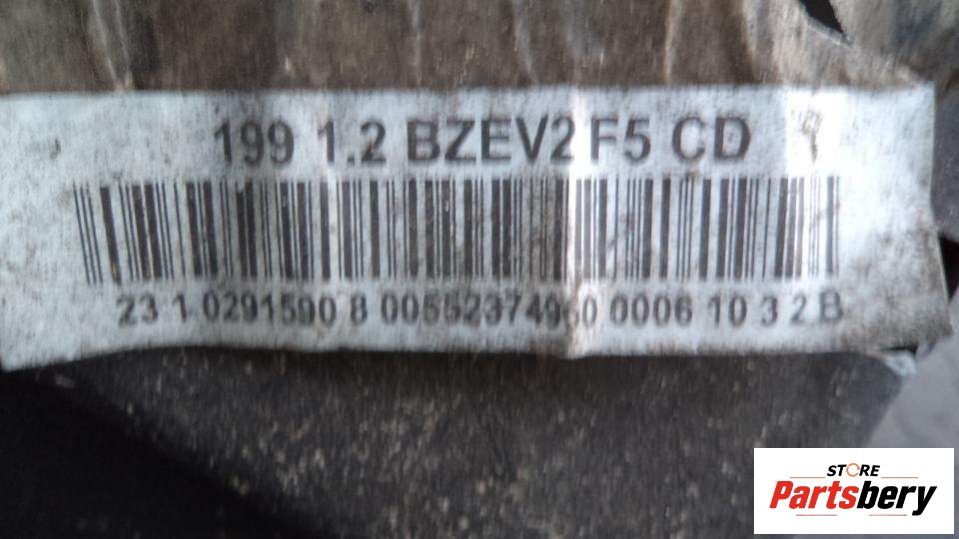 199 1.2 BZEV2 F5 CD
23 1 0291590 8 00552374960 0006 10 3 2 B
STORE
Partsbery